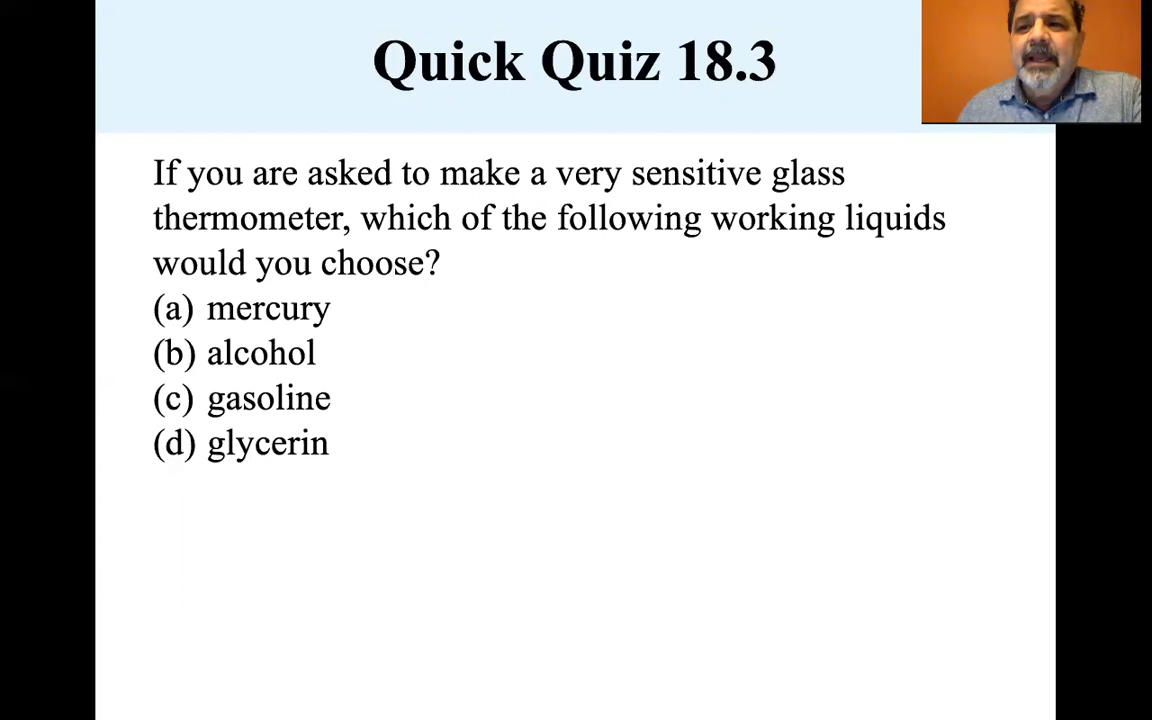 Quick Quiz 18.3
If you are asked to make a very sensitive glass
thermometer, which of the following working liquids
would you choose?
(a) mercury
(b) alcohol
(c) gasoline
(d) glycerin